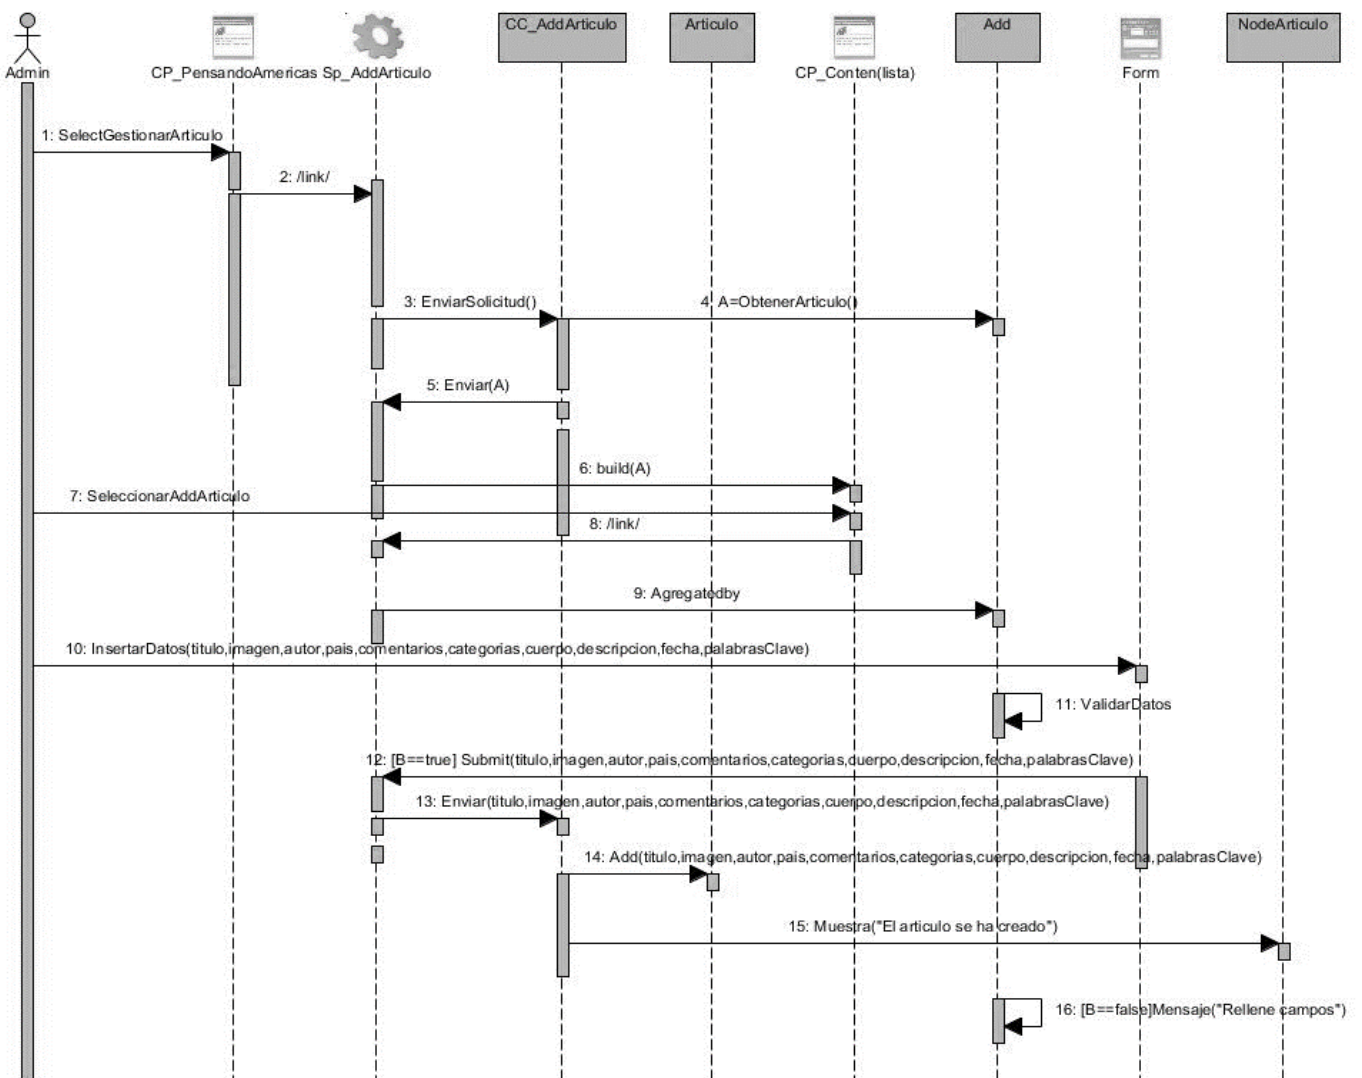 CC_AddArticulo
Articulo
Add
NodeArticulo
Admin
CP_PensandoAmericas
Sp_AddArticulo
CP_Conten(lista)
Form
1: SelectGestionarArticulo
2: /link/
3: EnviarSolicitud()
4: A=ObtenerArticulo()
5: Enviar(A)
6: build(A)
7: SeleccionarAddArticulo
8: /link/
9: Agregatedby
10: InsertarDatos(titulo,imagen,autor,pais,comentarios,categorias,cuerpo,descripcion,fecha,palabrasClave)
11: ValidarDatos
12: [B==true] Submit(titulo,imagen,autor,pais,comentarios,categorias,cuerpo,descripcion,fecha,palabrasClave)
13: Enviar(titulo,imagen,autor,pais,comentarios,categorias,cuerpo,descripcion,fecha,palabrasClave)
14: Add(titulo,imagen,autor,pais,comentarios,categorias,cuerpo,descripcion,fecha,palabrasClave)
15: Muestra("El articulo se ha creado")
16: [B==false]Mensaje("Rellene campos")